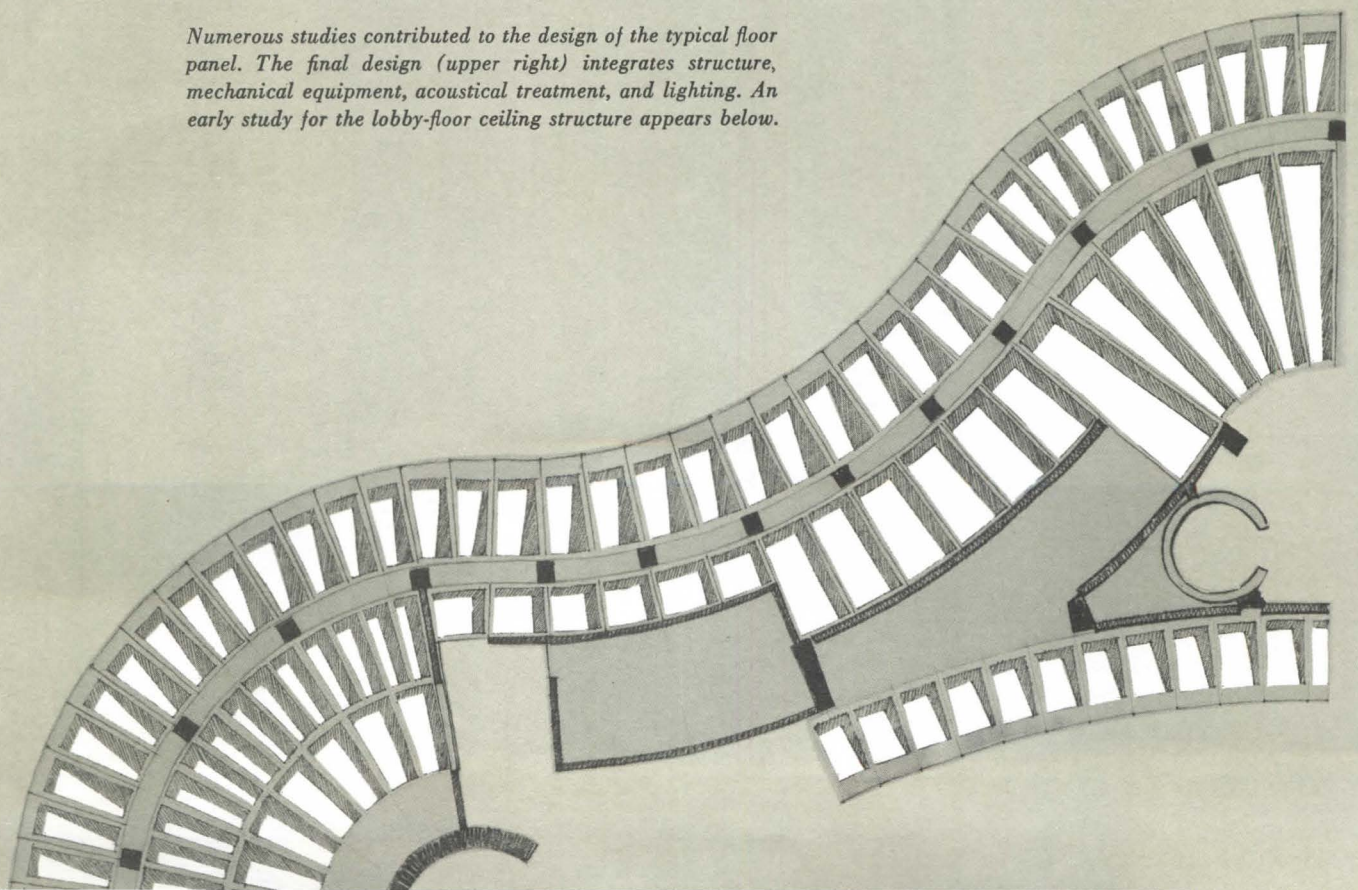 Numerous studies contributed to the design of the typical floor
panel. The final design (upper right) integrates structure,
mechanical equipment, acoustical treatment, and lighting. An
early study for the lobby-floor ceiling structure appears below.